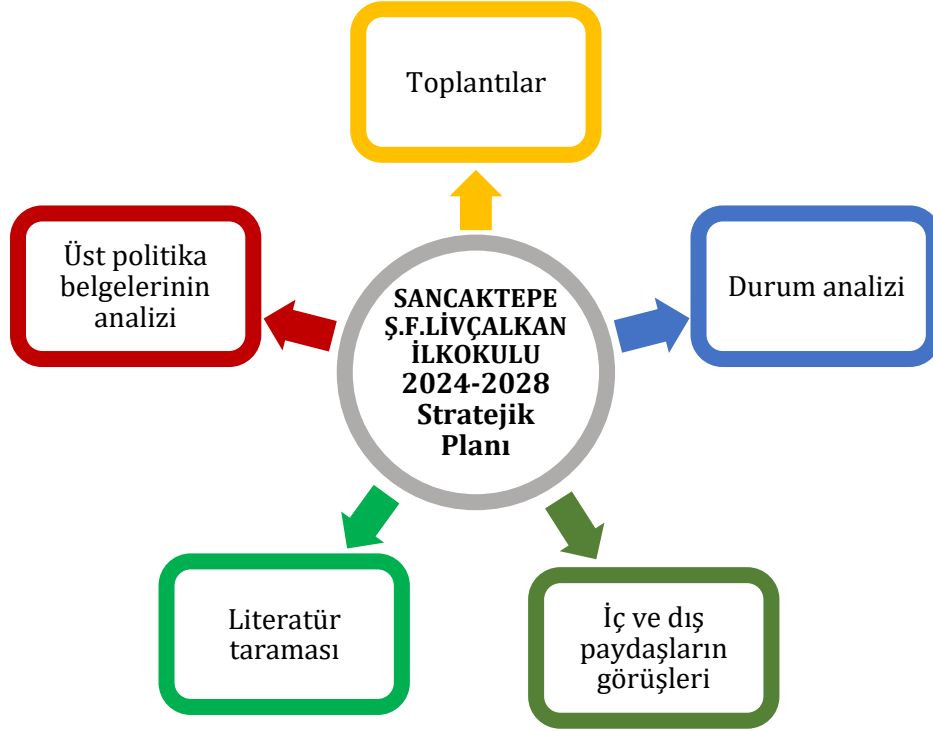 Toplantılar
Üst politika
belgelerinin
analizi
Durum analizi
SANCAKTEPE
Ş.F.LİVÇALKAN
İLKOKULU
2024-2028
Stratejik
Planı
Literatür
taraması
İç ve dış
paydaşların
görüşleri